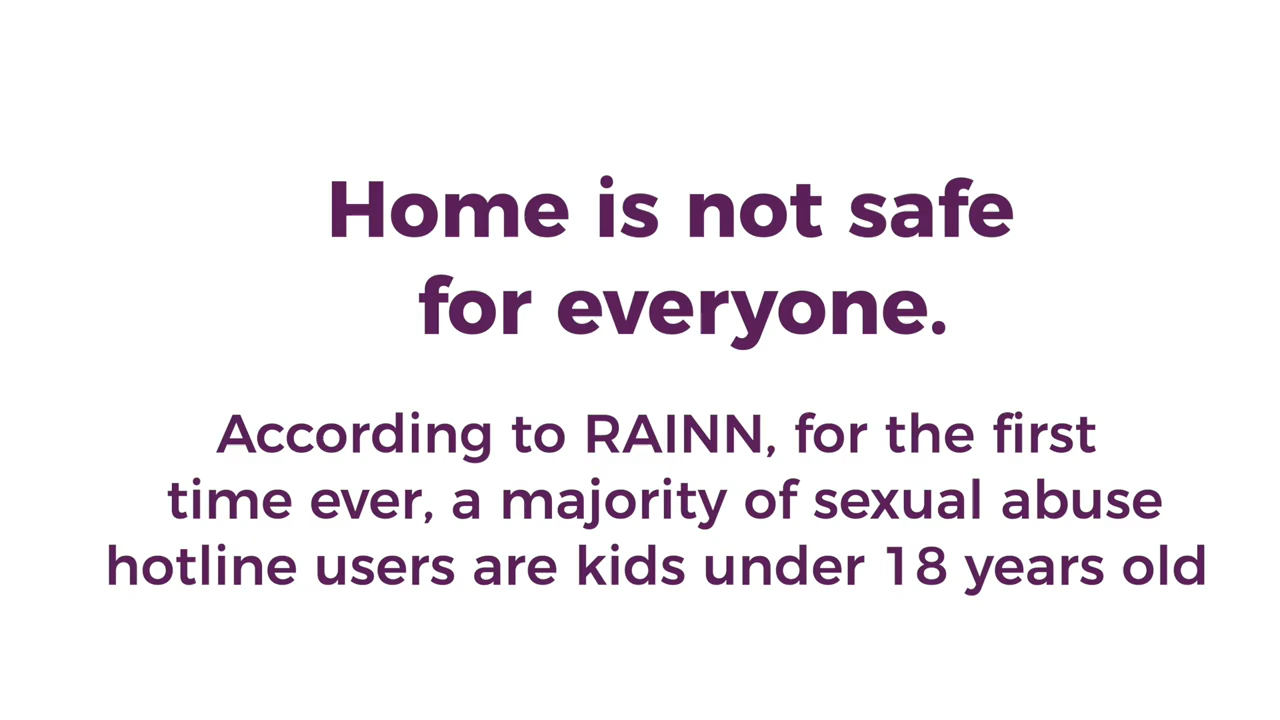 Home is not safe
for everyone.
According to RAINN, for the first
time ever, a majority of sexual abuse
hotline users are kids under 18 years old